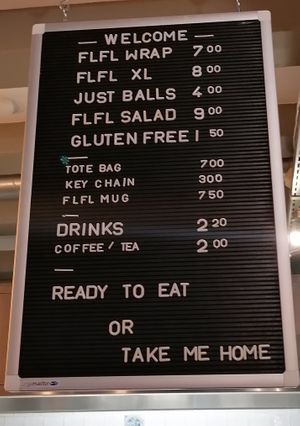 — WELCOME —
FLFL WRAP 7 00
FLFL XL 8 00
JUST BALLS 4 00
FLFL SALAD 9 00
GLUTEN FREE 1 50
—
TOTE BAG 7 00
KEY CHAIN 3 00
FLFL MUG 7 50
—
DRINKS 2 20
COFFEE/TEA 2 00
—
READY TO EAT
OR
TAKE ME HOME